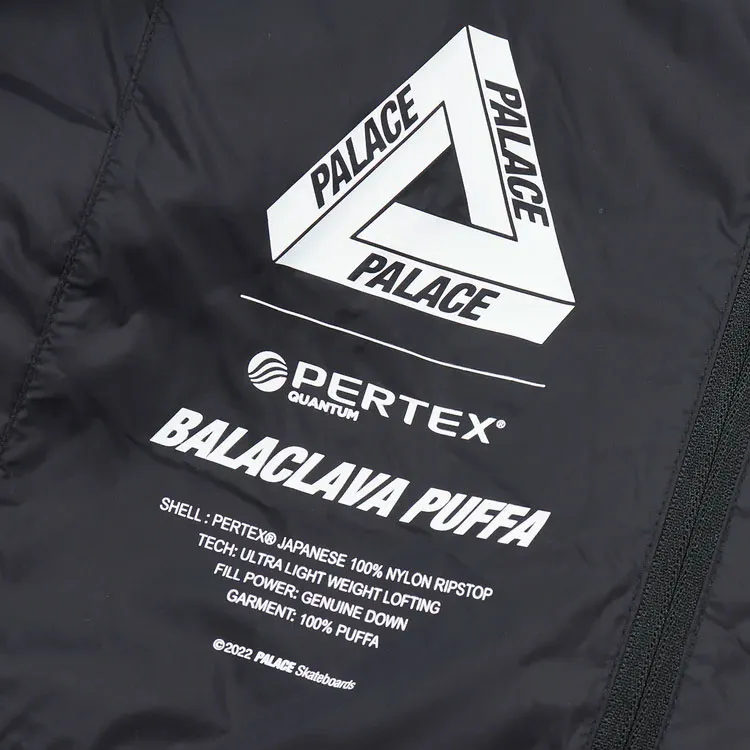 PALACE
PALACE
PALACE
PERTEX®
QUANTUM
BALACLAVA PUFFA
SHELL : PERTEX® JAPANESE 100% NYLON RIPSTOP
TECH: ULTRA LIGHT WEIGHT LOFTING
FILL POWER: GENUINE DOWN
GARMENT: 100% PUFFA
©2022 PALACE Skateboards